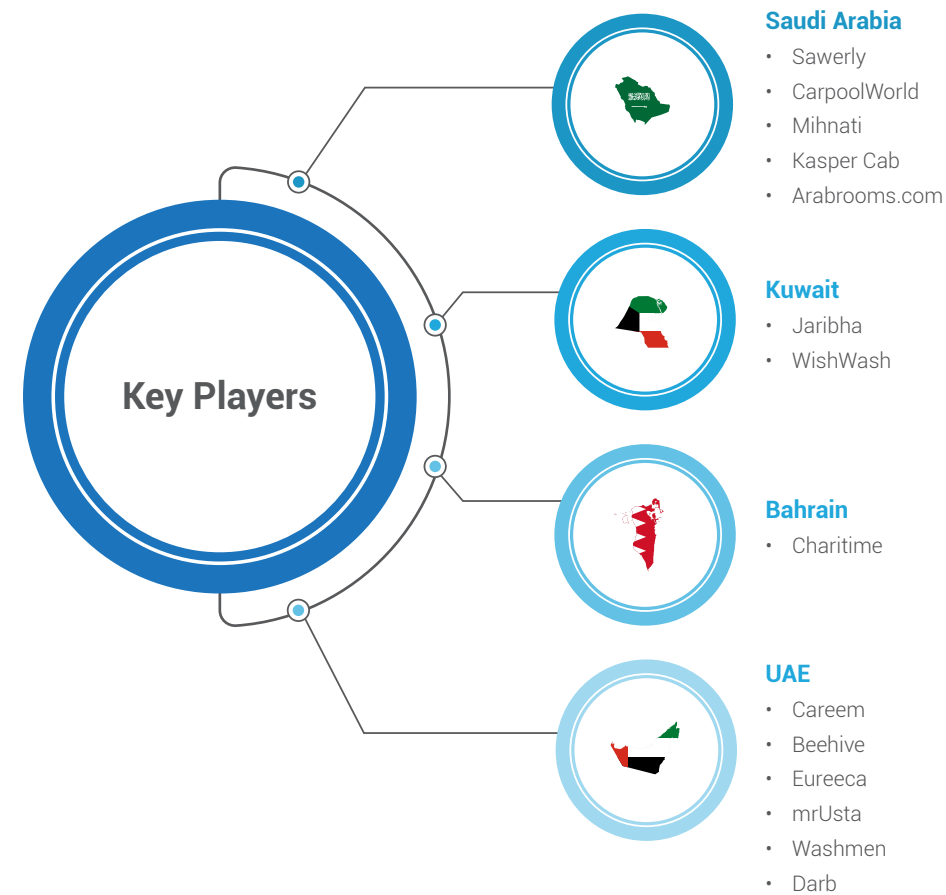 Key Players
Saudi Arabia
• Sawerly
• CarpoolWorld
• Mihnati
• Kasper Cab
• Arabrooms.com
Kuwait
• Jaribha
• WishWash
Bahrain
• Charitime
UAE
• Careem
• Beehive
• Eureeca
• mrUsta
• Washmen
• Darb